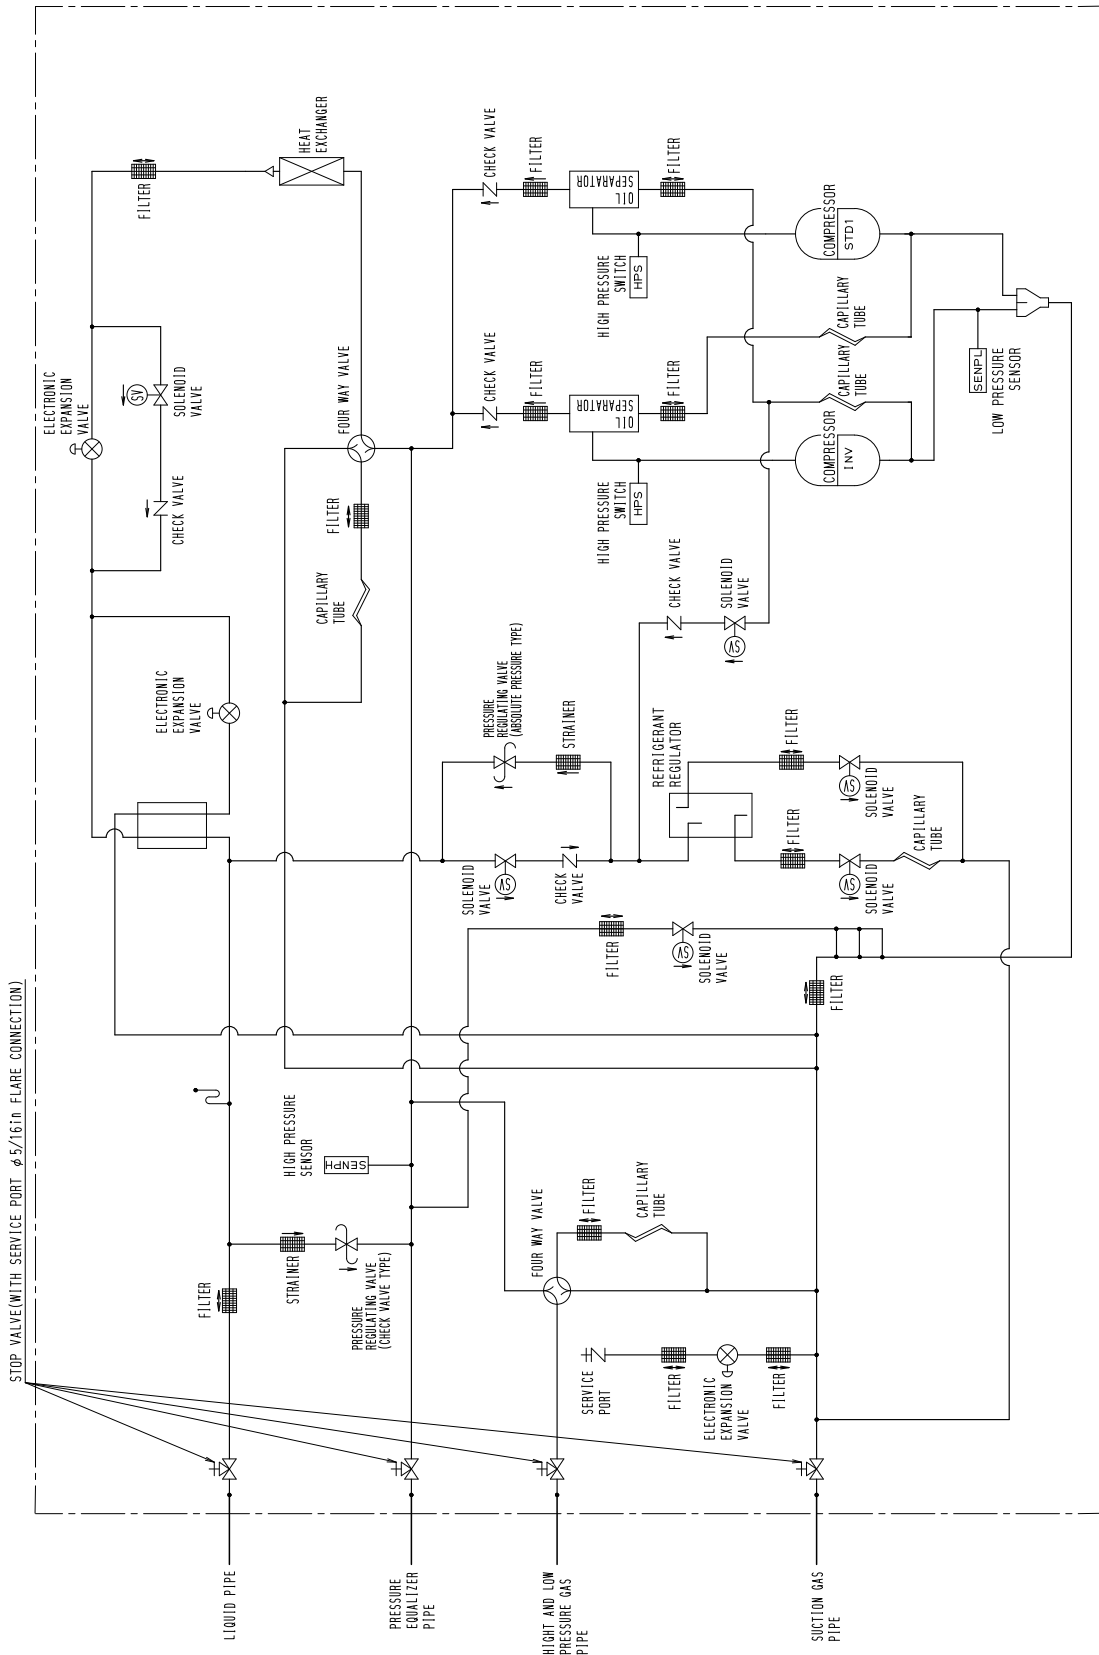 STOP VALVE(WITH SERVICE PORT φ5/16in FLARE CONNECTION)
ELECTRONIC
EXPANSION
VALVE
SV
SOLENOID
VALVE
CHECK VALVE
FILTER
HEAT
EXCHANGER
ELECTRONIC
EXPANSION
VALVE
FOUR WAY VALVE
FILTER
CAPILLARY
TUBE
CHECK VALVE
FILTER
OIL
SEPARATOR
FILTER
HIGH PRESSURE
SWITCH
HPS
COMPRESSOR
STD1
CHECK VALVE
FILTER
OIL
SEPARATOR
FILTER
HIGH PRESSURE
SWITCH
HPS
COMPRESSOR
INV
CAPILLARY
TUBE
CAPILLARY
TUBE
SENPL
LOW PRESSURE
SENSOR
CHECK VALVE
SOLENOID
VALVE
SV
PRESSURE
REGULATING VALVE
(ABSOLUTE PRESSURE TYPE)
STRAINER
SOLENOID
VALVE
SV
CHECK
VALVE
REFRIGERANT
REGULATOR
FILTER
SV
SOLENOID
VALVE
FILTER
SV
SOLENOID
VALVE
CAPILLARY
TUBE
FILTER
SV
SOLENOID
VALVE
FILTER
HIGH PRESSURE
SENSOR
SENPH
FILTER
STRAINER
PRESSURE
REGULATING VALVE
(CHECK VALVE TYPE)
FOUR WAY VALVE
FILTER
CAPILLARY
TUBE
SERVICE
PORT
FILTER
ELECTRONIC
EXPANSION
VALVE
FILTER
LIQUID PIPE
PRESSURE
EQUALIZER
PIPE
HIGHT AND LOW
PRESSURE GAS
PIPE
SUCTION GAS
PIPE